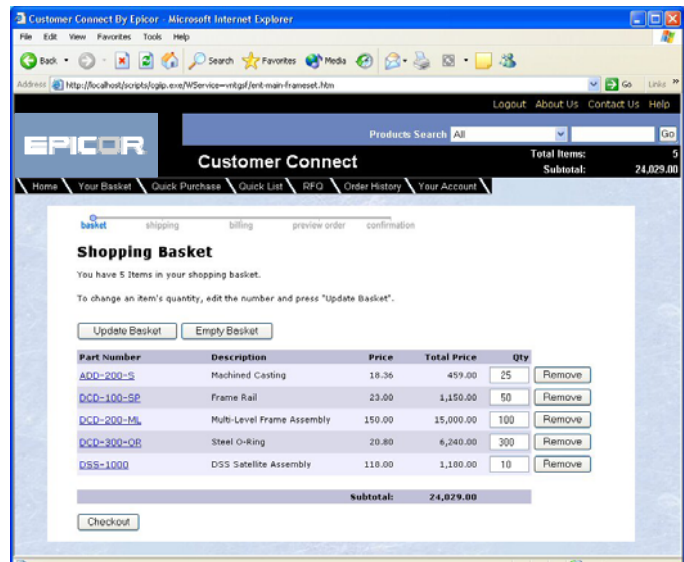 Customer Connect By Epicor - Microsoft Internet Explorer
File Edit View Favorites Tools Help
Back Search Favorites Media
Address http://localhost/scripts/cgiip.exe/WService=vntgsf/ent-main-frameset.htm Go Links »
Logout About Us Contact Us Help
EPICOR
Products Search All Go
Customer Connect
Total Items: 5
Subtotal: 24,029.00
Home Your Basket Quick Purchase Quick List RFQ Order History Your Account
basket shipping billing preview order confirmation
Shopping Basket
You have 5 Items in your shopping basket.
To change an item's quantity, edit the number and press "Update Basket".
Update Basket Empty Basket
Part Number Description Price Total Price Qty
ADD-200-S Machined Casting 18.36 459.00 25 Remove
DCD-100-SP Frame Rail 23.00 1,150.00 50 Remove
DCD-200-ML Multi-Level Frame Assembly 150.00 15,000.00 100 Remove
DCD-300-OR Steel O-Ring 20.80 6,240.00 300 Remove
DSS-1000 DSS Satellite Assembly 118.00 1,180.00 10 Remove
Subtotal: 24,029.00
Checkout